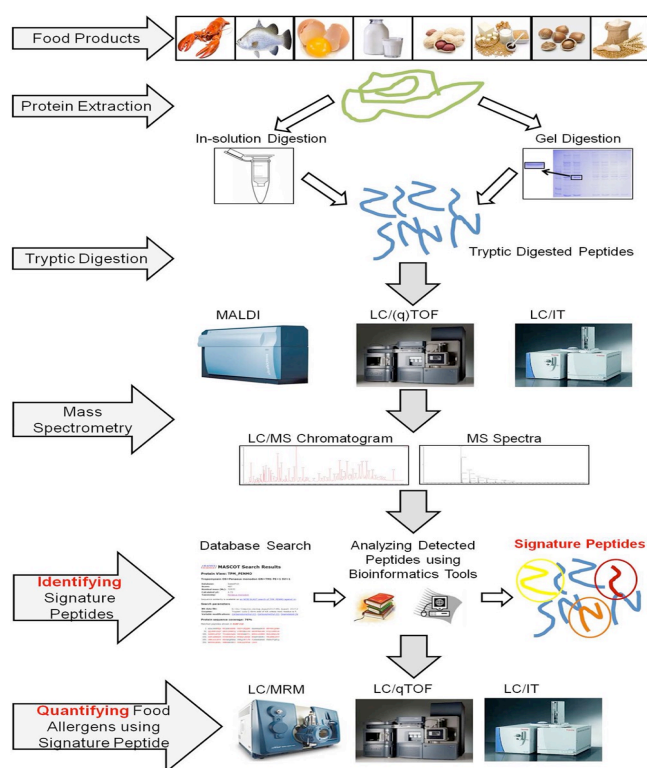 Food Products
Protein Extraction
In-solution Digestion
Gel Digestion
Tryptic Digestion
Tryptic Digested Peptides
MALDI
LC/(q)TOF
LC/IT
Mass
Spectrometry
LC/MS Chromatogram
MS Spectra
Identifying
Signature
Peptides
Database Search
MASCOT Search Results
Analyzing Detected
Peptides using
Bioinformatics Tools
Signature Peptides
Quantifying Food
Allergens using
Signature Peptide
LC/MRM
LC/qTOF
LC/IT